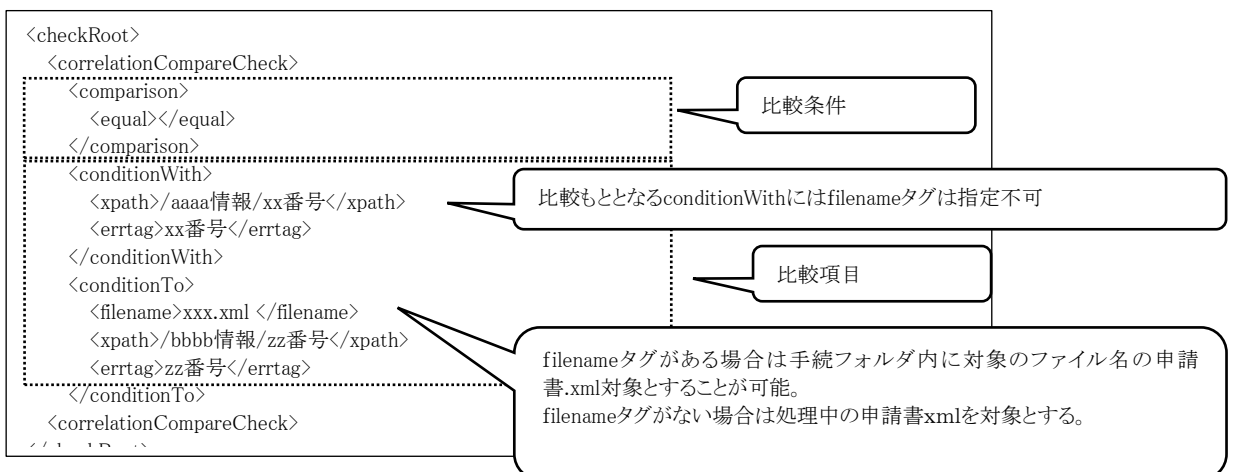 <checkRoot>
<correlationCompareCheck>
<comparison>
<equal></equal>
</comparison>
<conditionWith>
<xpath>/aaaa情報/xx番号</xpath>
<errtag>xx番号</errtag>
</conditionWith>
<conditionTo>
<filename>xxx.xml </filename>
<xpath>/bbbb情報/zz番号</xpath>
<errtag>zz番号</errtag>
</conditionTo>
<correlationCompareCheck>
比較条件
比較もととなるconditionWithにはfilenameタグは指定不可
比較項目
filenameタグがある場合は手続フォルダ内に対象のファイル名の申請
書.xml対象とすることが可能。
filenameタグがない場合は処理中の申請書xmlを対象とする。